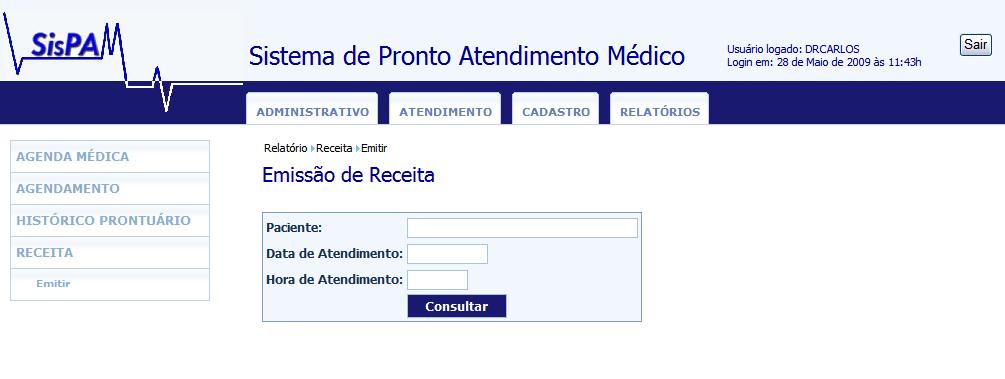 SisPA
Sistema de Pronto Atendimento Médico
Usuário logado: DRCARLOS
Login em: 28 de Maio de 2009 às 11:43h
Sair
ADMINISTRATIVO
ATENDIMENTO
CADASTRO
RELATÓRIOS
AGENDA MÉDICA
AGENDAMENTO
HISTÓRICO PRONTUÁRIO
RECEITA
Emitir
Relatório Receita Emitir
Emissão de Receita
Paciente:
Data de Atendimento:
Hora de Atendimento:
Consultar